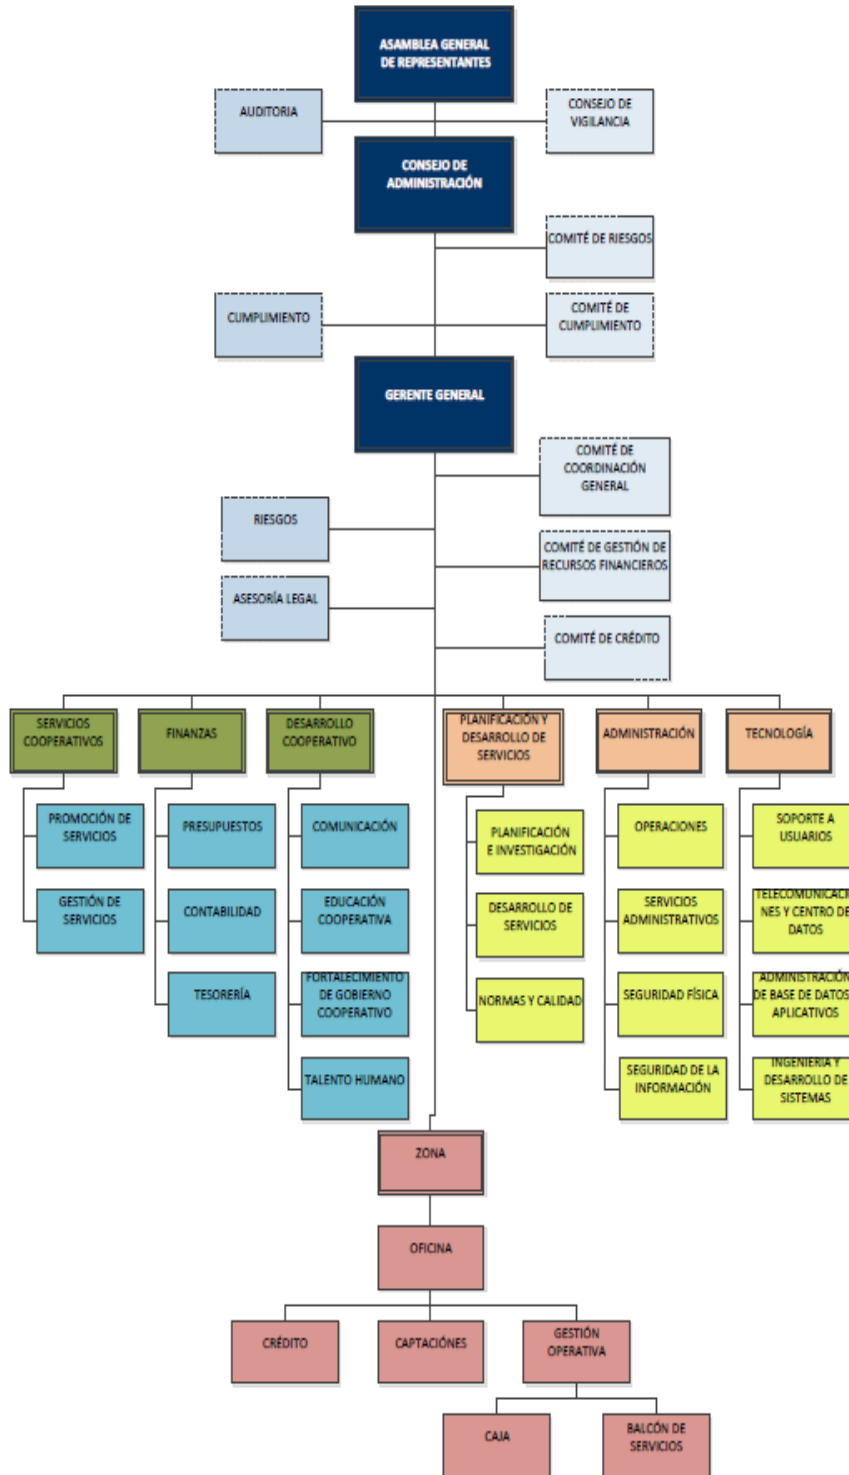 ASAMBLEA GENERAL
DE REPRESENTANTES
AUDITORIA
CONSEJO DE
VIGILANCIA
CONSEJO DE
ADMINISTRACIÓN
COMITÉ DE RIESGOS
CUMPLIMIENTO
COMITÉ DE
CUMPLIMIENTO
GERENTE GENERAL
COMITÉ DE
COORDINACIÓN
GENERAL
RIESGOS
COMITÉ DE GESTIÓN DE
RECURSOS FINANCIEROS
ASESORÍA LEGAL
COMITÉ DE CRÉDITO
SERVICIOS
COOPERATIVOS
FINANZAS
DESARROLLO
COOPERATIVO
PLANIFICACIÓN Y
DESARROLLO DE
SERVICIOS
ADMINISTRACIÓN
TECNOLOGÍA
PROMOCIÓN DE
SERVICIOS
PRESUPUESTOS
COMUNICACIÓN
PLANIFICACIÓN
E INVESTIGACIÓN
OPERACIONES
SOPORTE A
USUARIOS
GESTIÓN DE
SERVICIOS
CONTABILIDAD
EDUCACIÓN
COOPERATIVA
DESARROLLO DE
SERVICIOS
SERVICIOS
ADMINISTRATIVOS
TELECOMUNICACIO
NES Y CENTRO DE
DATOS
TESORERÍA
FORTALECIMIENTO
DE GOBIERNO
COOPERATIVO
NORMAS Y CALIDAD
SEGURIDAD FÍSICA
ADMINISTRACIÓN
DE BASE DE DATOS
APLICATIVOS
TALENTO HUMANO
SEGURIDAD DE LA
INFORMACIÓN
INGENIERIA Y
DESARROLLO DE
SISTEMAS
ZONA
OFICINA
CRÉDITO
CAPTACIÓNES
GESTIÓN
OPERATIVA
CAJA
BALCÓN DE
SERVICIOS